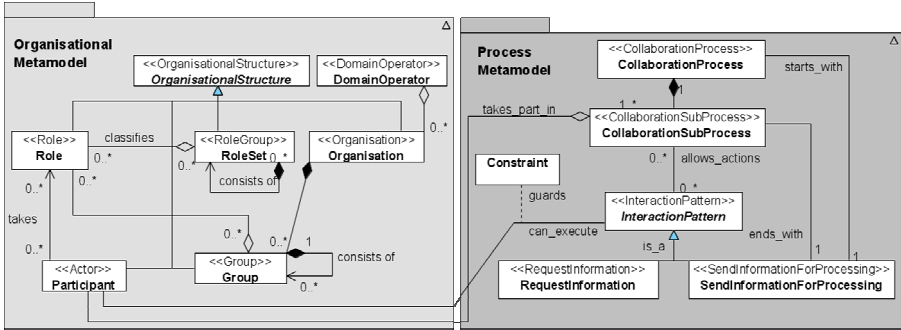 Organisational
Metamodel
<<OrganisationalStructure>>
OrganisationalStructure
<<DomainOperator>>
DomainOperator
0..*
<<Role>>
Role
classifies
0..*
0..*
<<RoleGroup>>
RoleSet
0..*
consists of
<<Organisation>>
Organisation
0..*
0..*
takes
0..*
0..*
0..*
1
consists of
0..*
<<Actor>>
Participant
<<Group>>
Group
Process
Metamodel
<<CollaborationProcess>>
CollaborationProcess
starts_with
1
takes_part_in
1..*
<<CollaborationSubProcess>>
CollaborationSubProcess
0..*
allows_actions
Constraint
guards
0..*
<<InteractionPattern>>
InteractionPattern
can_execute
is_a
ends_with
1
1
<<RequestInformation>>
RequestInformation
<<SendInformationForProcessing>>
SendInformationForProcessing